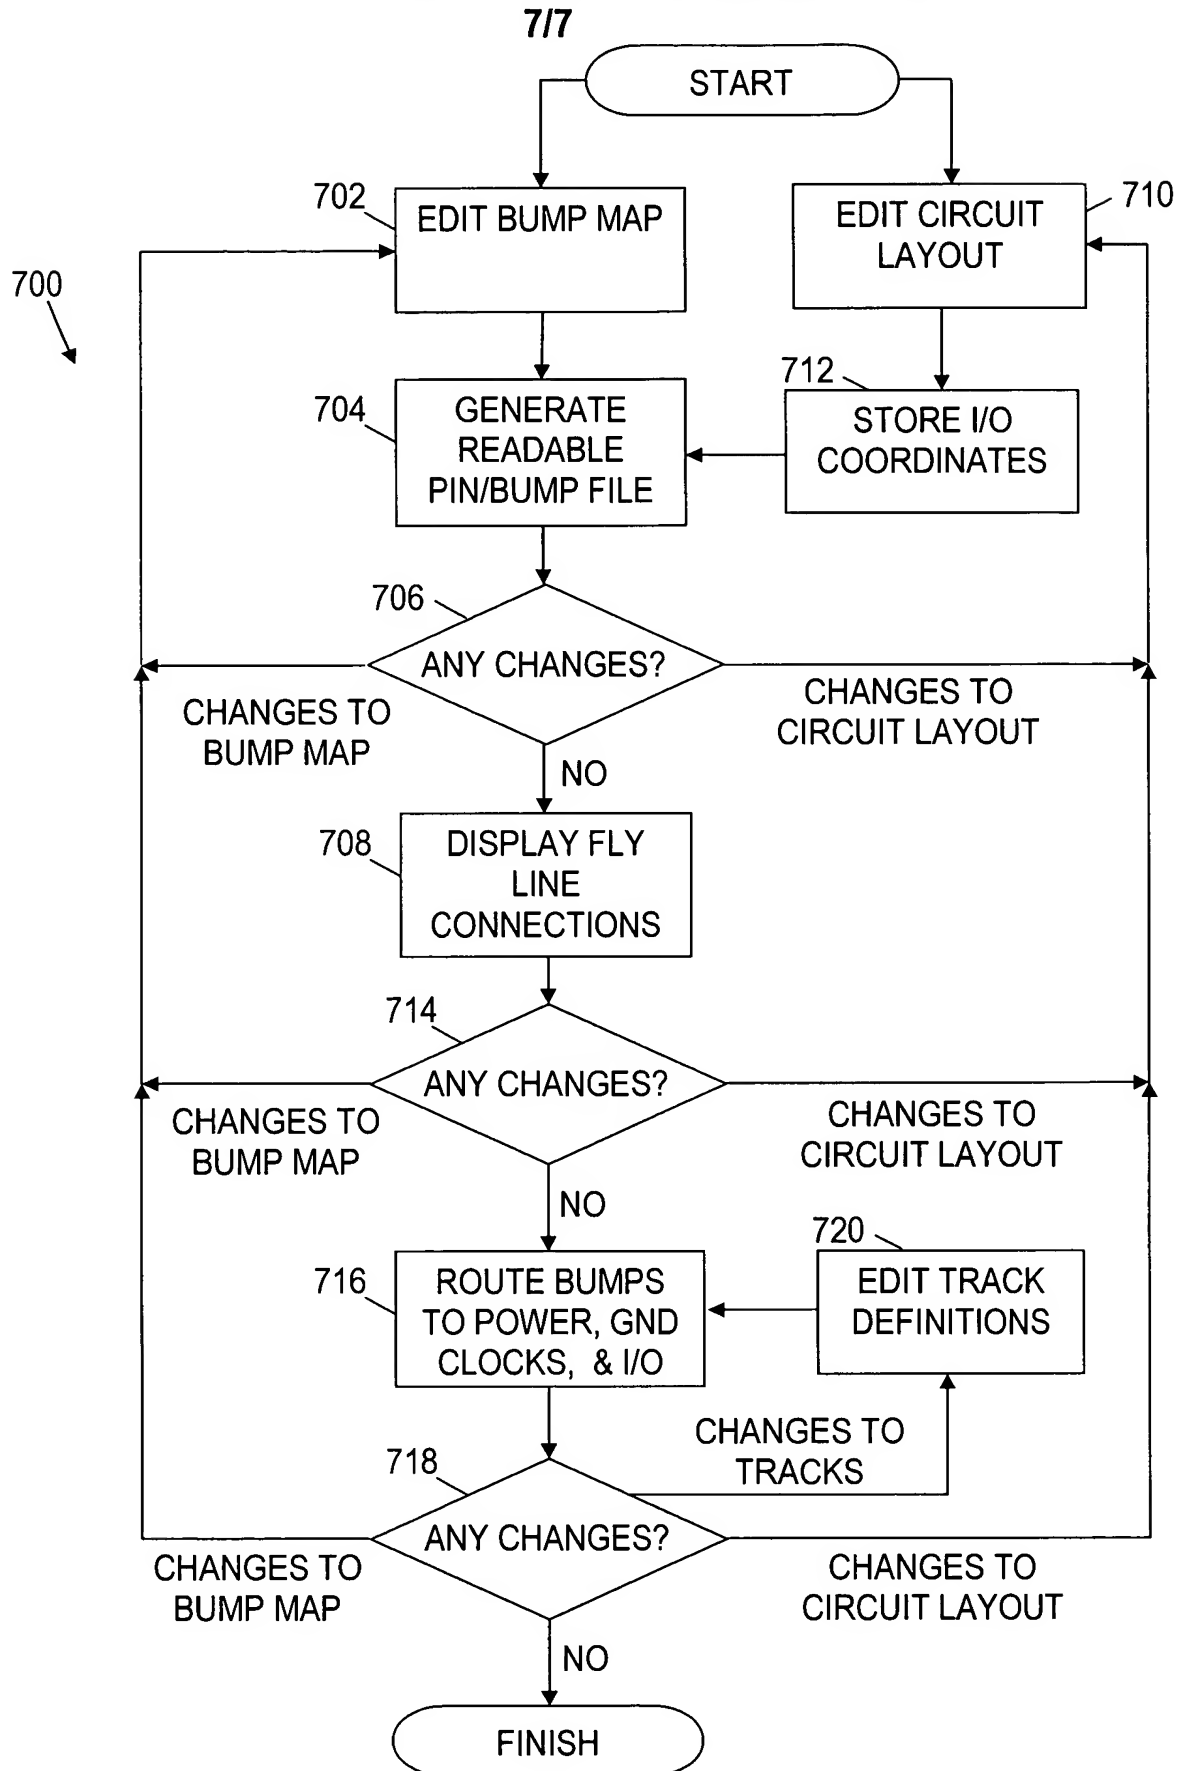 7/7
START
702
EDIT BUMP MAP
710
EDIT CIRCUIT
LAYOUT
700
712
STORE I/O
COORDINATES
704
GENERATE
READABLE
PIN/BUMP FILE
706
ANY CHANGES?
CHANGES TO
BUMP MAP
CHANGES TO
CIRCUIT LAYOUT
NO
708
DISPLAY FLY
LINE
CONNECTIONS
714
ANY CHANGES?
CHANGES TO
BUMP MAP
CHANGES TO
CIRCUIT LAYOUT
NO
716
ROUTE BUMPS
TO POWER, GND
CLOCKS, & I/O
720
EDIT TRACK
DEFINITIONS
CHANGES TO
TRACKS
718
ANY CHANGES?
CHANGES TO
BUMP MAP
CHANGES TO
CIRCUIT LAYOUT
NO
FINISH